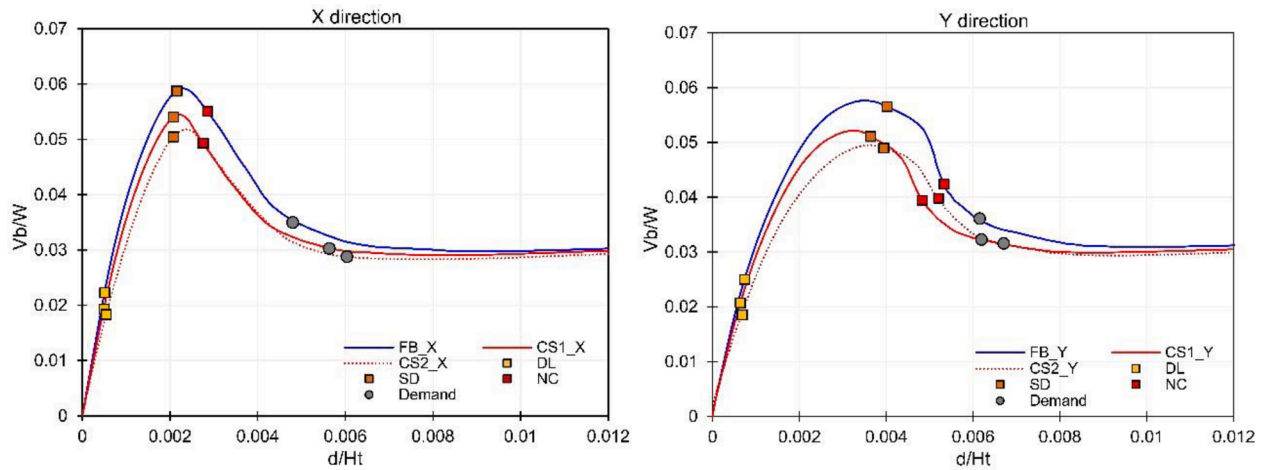 X direction
0.07
0.06
0.05
0.04
0.03
0.02
0.01
0
Vb/W
0 0.002 0.004 0.006 0.008 0.01 0.012
d/Ht
FB_X CS1_X
CS2_X DL
SD NC
Demand
Y direction
0.07
0.06
0.05
0.04
0.03
0.02
0.01
0
Vb/W
0 0.002 0.004 0.006 0.008 0.01 0.012
d/Ht
FB_Y CS1_Y
CS2_Y DL
SD NC
Demand